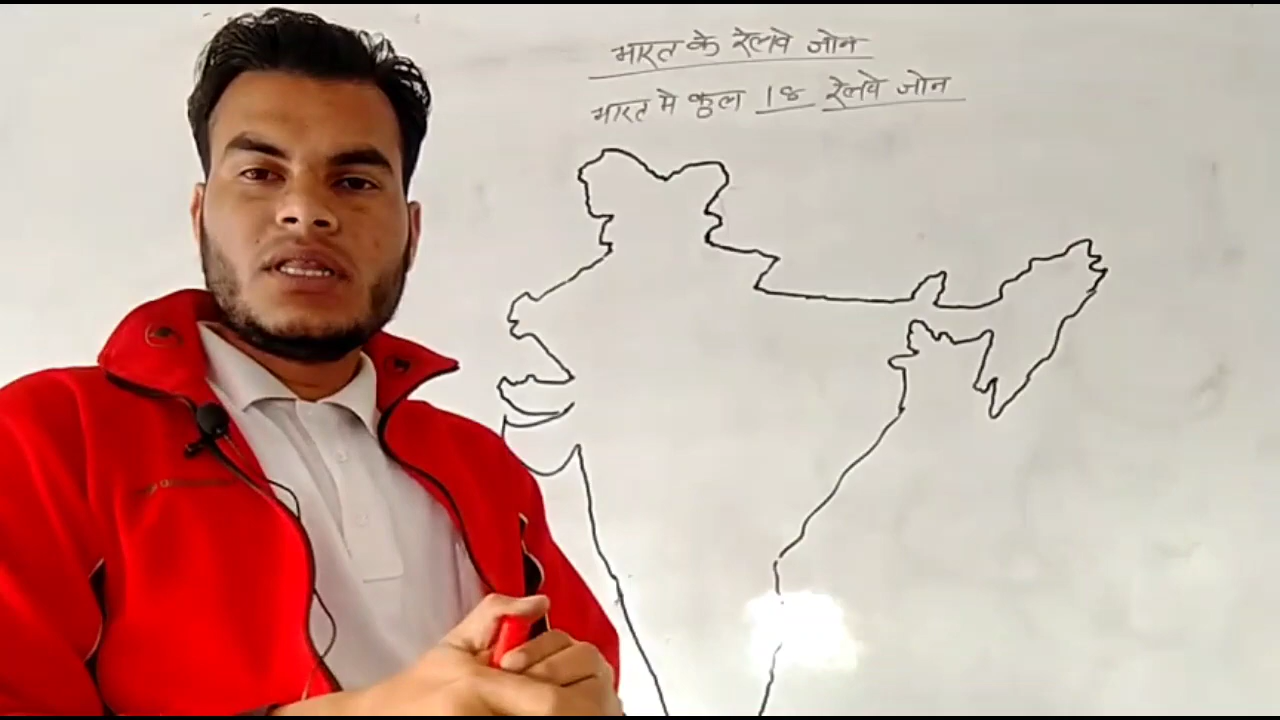 भारत के रेलवे जोन
भारत मे कुल 18 रेलवे जोन